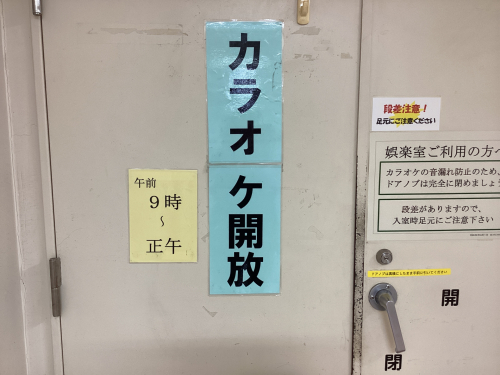 カラオケ開放
午前
9時
～
正午
段差注意！
足元にご注意ください
娯楽室ご利用の方へ
カラオケの音漏れ防止のため、
ドアノブは完全に閉めましょ
段差がありますので、
入室時足元にご注意下さい
開
閉